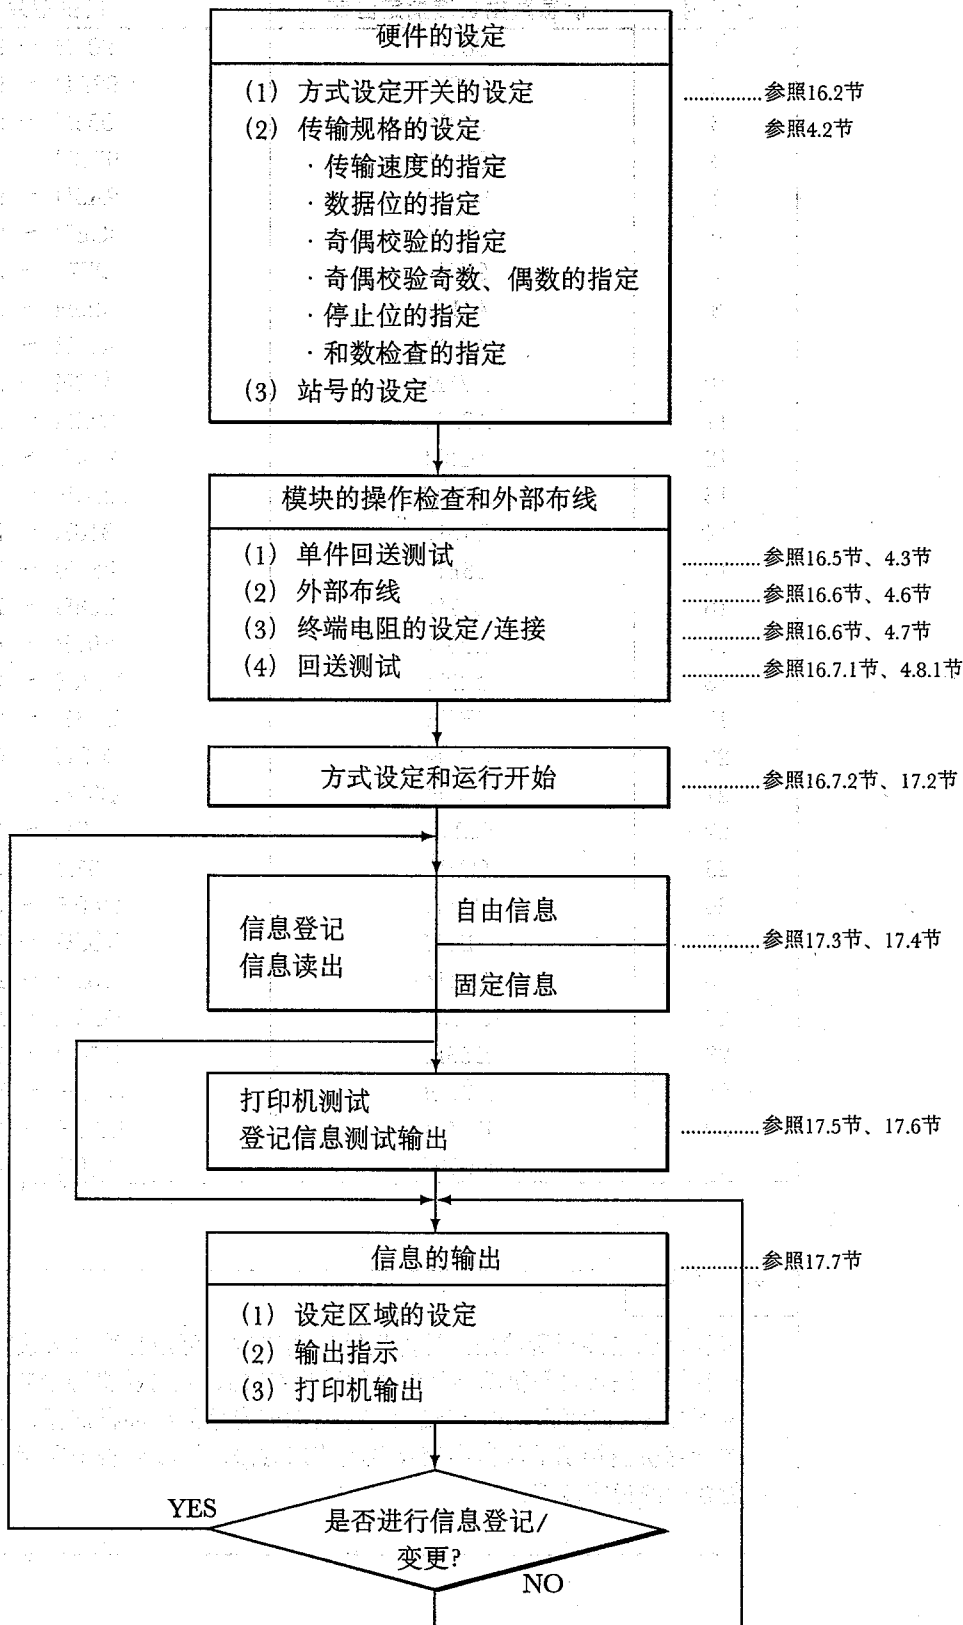 硬件的设定
(1) 方式设定开关的设定 ...............参照16.2节
(2) 传输规格的设定 参照4.2节
· 传输速度的指定
· 数据位的指定
· 奇偶校验的指定
· 奇偶校验奇数、偶数的指定
· 停止位的指定
· 和数检查的指定
(3) 站号的设定
模块的操作检查和外部布线
(1) 单件回送测试 ...............参照16.5节、4.3节
(2) 外部布线 ...............参照16.6节、4.6节
(3) 终端电阻的设定/连接 ...............参照16.6节、4.7节
(4) 回送测试 ...............参照16.7.1节、4.8.1节
方式设定和运行开始 ...............参照16.7.2节、17.2节
自由信息
信息登记
信息读出 ...............参照17.3节、17.4节
固定信息
打印机测试
登记信息测试输出 ...............参照17.5节、17.6节
信息的输出 ...............参照17.7节
(1) 设定区域的设定
(2) 输出指示
(3) 打印机输出
YES
是否进行信息登记/
变更?
NO